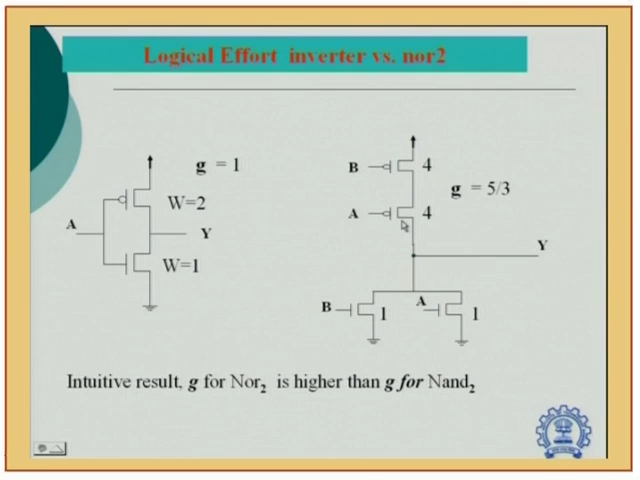 Logical Effort inverter vs. nor2
g = 1
W=2
A
Y
W=1
B
4
g = 5/3
A
4
Y
B
1
A
1
Intuitive result, g for Nor2 is higher than g for Nand2